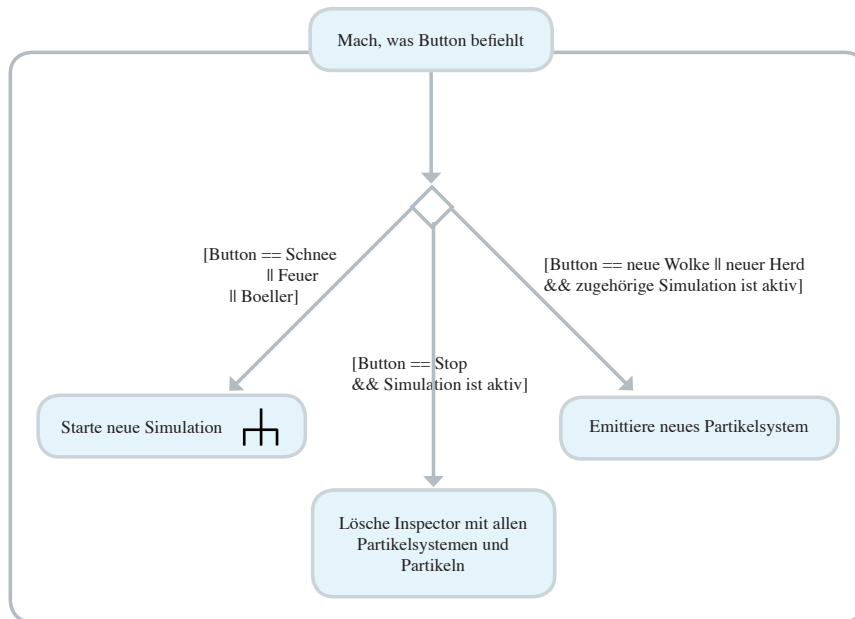 Mach, was Button befiehlt
[Button == Schnee
|| Feuer
|| Boeller]
[Button == neue Wolke || neuer Herd
&& zugehörige Simulation ist aktiv]
[Button == Stop
&& Simulation ist aktiv]
Starte neue Simulation
Emittiere neues Partikelsystem
Lösche Inspector mit allen
Partikelsystemen und
Partikeln